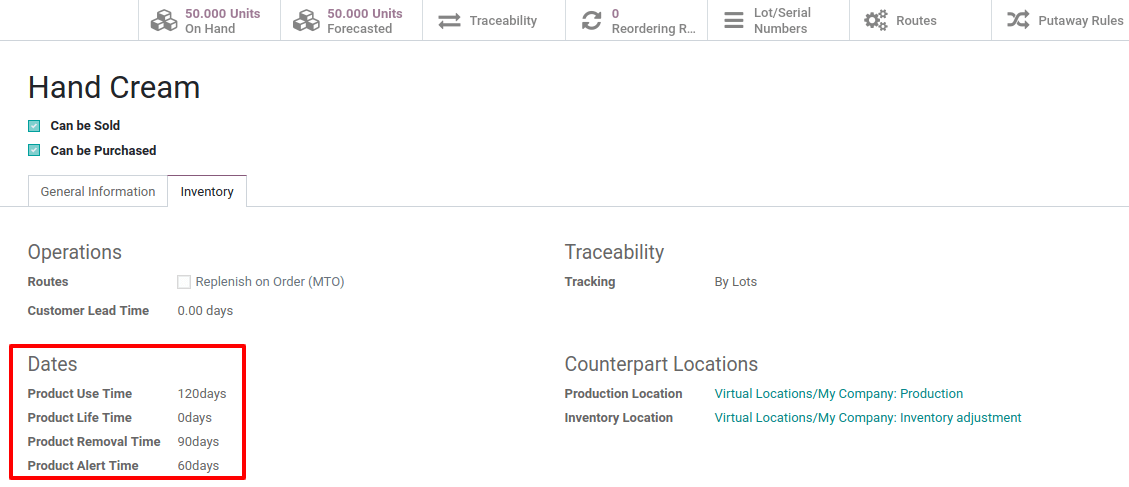 50.000 Units
On Hand
50.000 Units
Forecasted
Traceability
0
Reordering R...
Lot/Serial
Numbers
Routes
Putaway Rules
Hand Cream
Can be Sold
Can be Purchased
General Information
Inventory
Operations
Routes Replenish on Order (MTO)
Customer Lead Time 0.00 days
Traceability
Tracking By Lots
Dates
Product Use Time 120days
Product Life Time 0days
Product Removal Time 90days
Product Alert Time 60days
Counterpart Locations
Production Location Virtual Locations/My Company: Production
Inventory Location Virtual Locations/My Company: Inventory adjustment